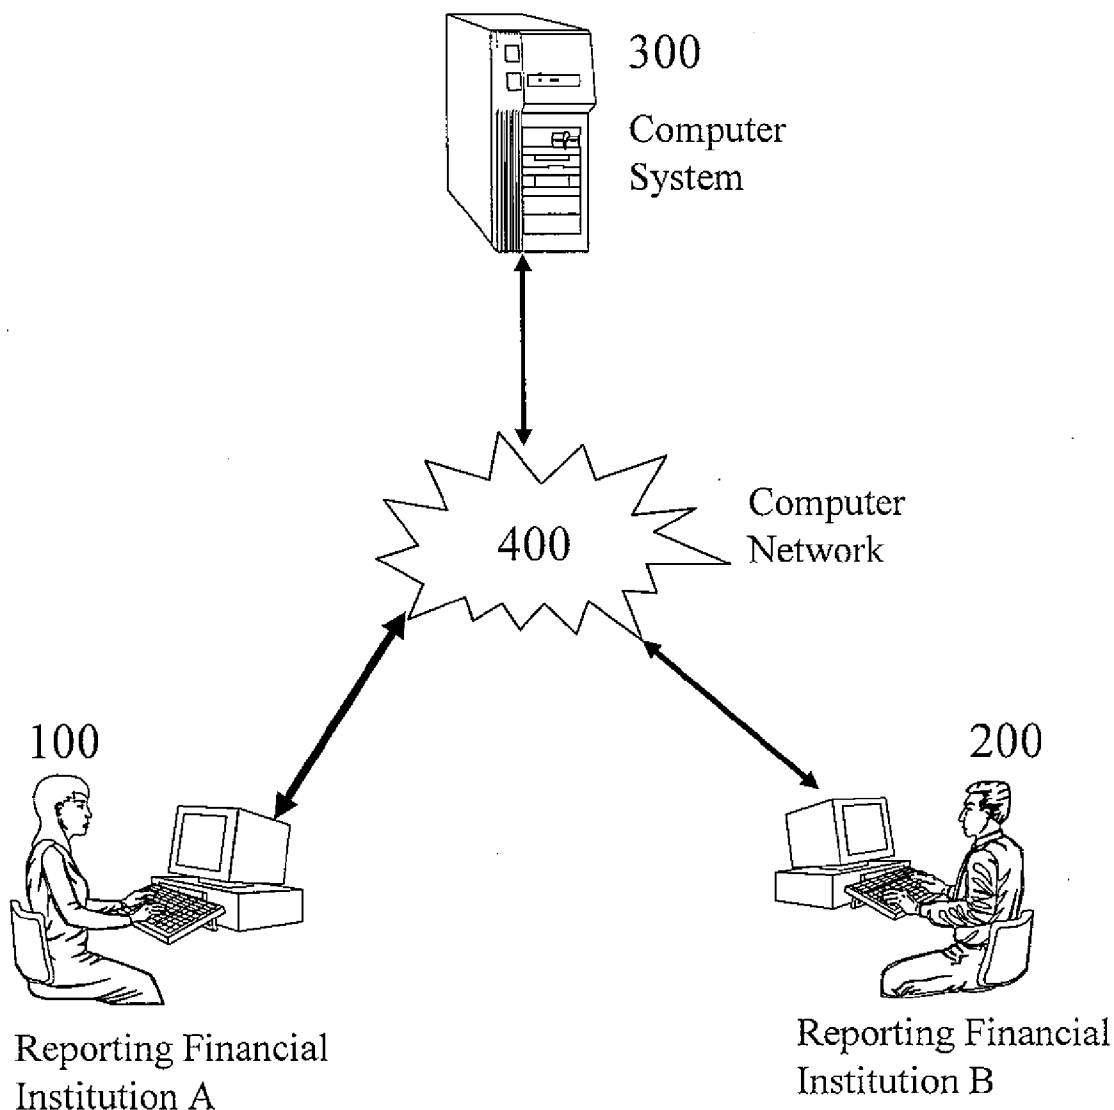 300
Computer
System
Computer
Network
400
100
200
Reporting Financial
Institution A
Reporting Financial
Institution B